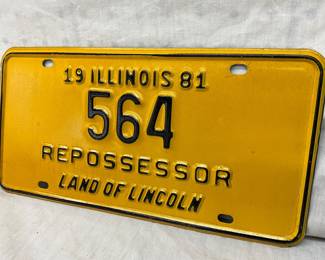 19 ILLINOIS 81
564
REPOSSESSOR
LAND OF LINCOLN